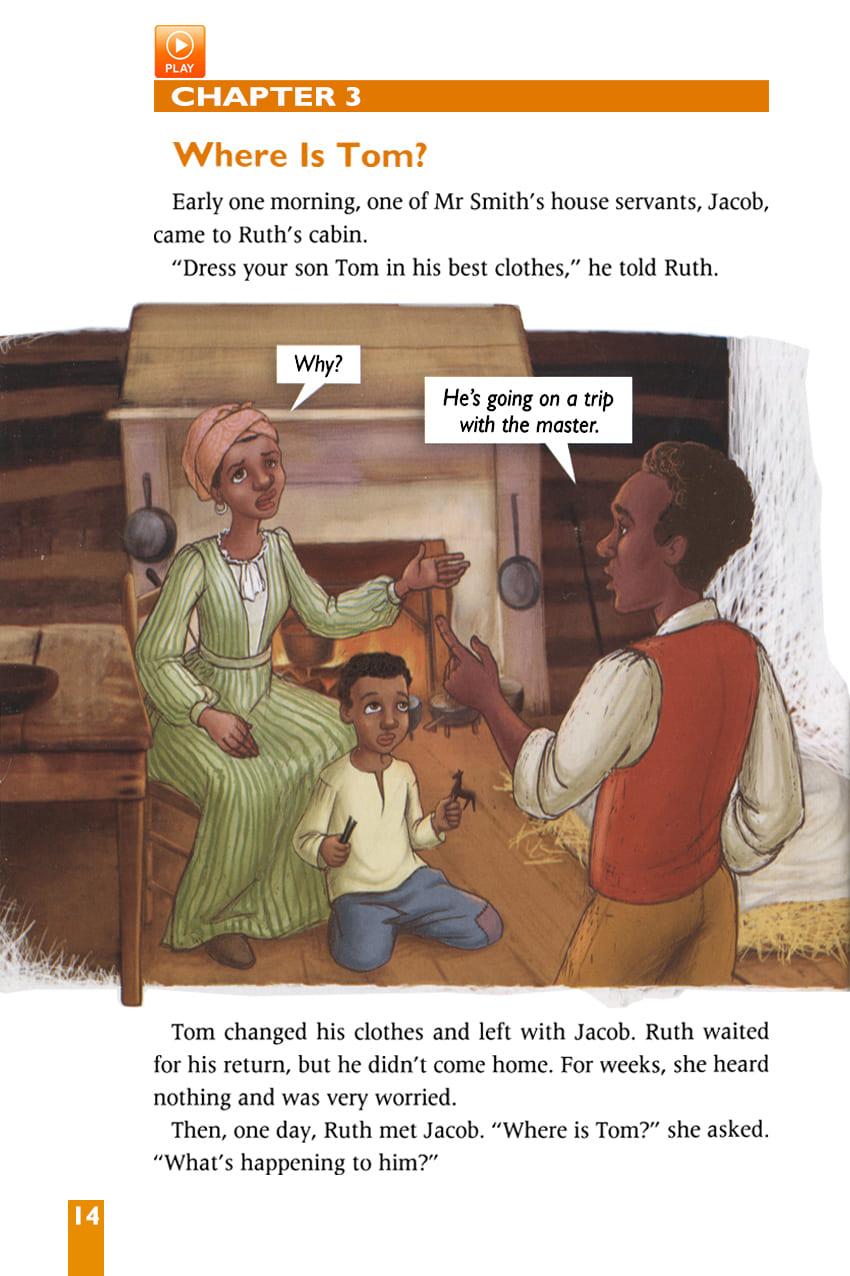 PLAY
CHAPTER 3
Where Is Tom?
Early one morning, one of Mr Smith’s house servants, Jacob,
came to Ruth’s cabin.
“Dress your son Tom in his best clothes,” he told Ruth.
Why?
He’s going on a trip
with the master.
Tom changed his clothes and left with Jacob. Ruth waited
for his return, but he didn’t come home. For weeks, she heard
nothing and was very worried.
Then, one day, Ruth met Jacob. “Where is Tom?” she asked.
“What’s happening to him?”
14